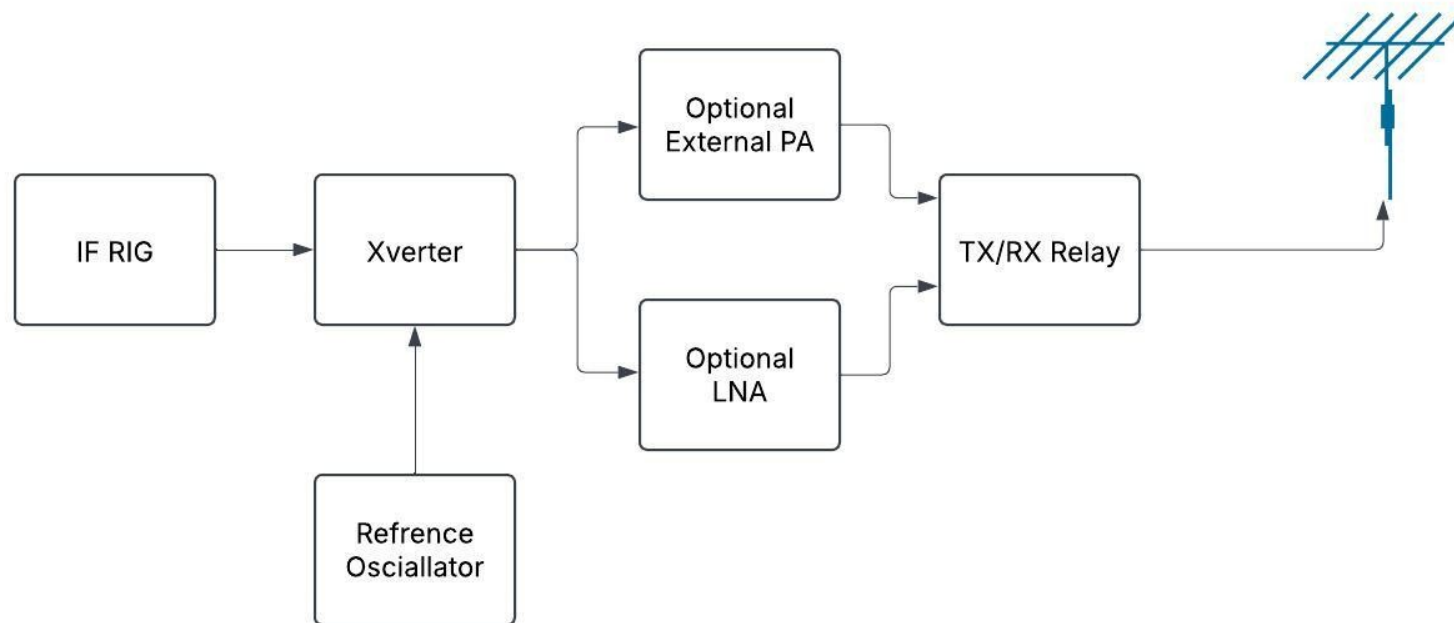 Optional
External PA
IF RIG
Xverter
TX/RX Relay
Optional
LNA
Refrence
Osciallator